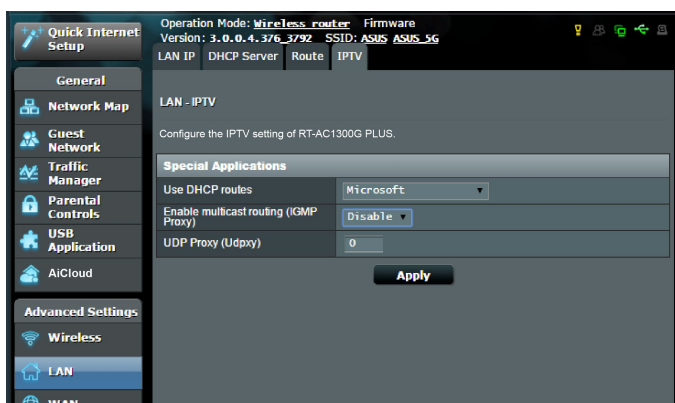 Quick Internet
Setup
Operation Mode: Wireless router Firmware
Version: 3.0.0.4.376_3792 SSID: ASUS ASUS_5G
LAN IP DHCP Server Route IPTV
General
Network Map
Guest
Network
Traffic
Manager
Parental
Controls
USB
Application
AiCloud
Advanced Settings
Wireless
LAN
WAN
LAN - IPTV
Configure the IPTV setting of RT-AC1300G PLUS.
Special Applications
Use DHCP routes Microsoft
Enable multicast routing (IGMP
Proxy) Disable
UDP Proxy (Udpxy) 0
Apply